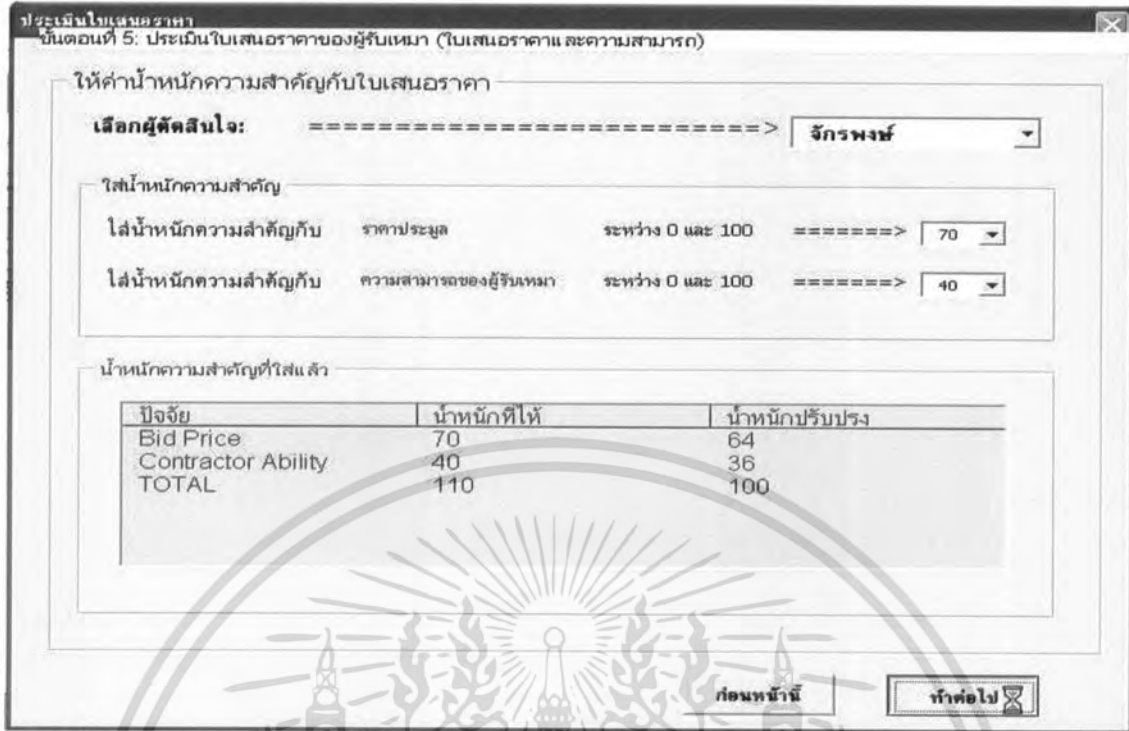 ประเมินใบเสนอราคา
ขั้นตอนที่ 5: ประเมินใบเสนอราคาของผู้รับเหมา (ใบเสนอราคาและความสามารถ)
ให้ค่าน้ำหนักความสำคัญกับใบเสนอราคา
เลือกผู้ตัดสินใจ: ==========================> จักรพงษ์
ใส่น้ำหนักความสำคัญ
ใส่น้ำหนักความสำคัญกับ ราคาประมูล ระหว่าง 0 และ 100 =======> 70
ใส่น้ำหนักความสำคัญกับ ความสามารถของผู้รับเหมา ระหว่าง 0 และ 100 =======> 40
น้ำหนักความสำคัญที่ใส่แล้ว
ปัจจัย น้ำหนักที่ให้ น้ำหนักปรับปรุง
Bid Price 70 64
Contractor Ability 40 36
TOTAL 110 100
ก่อนหน้านี้ ทำต่อไป